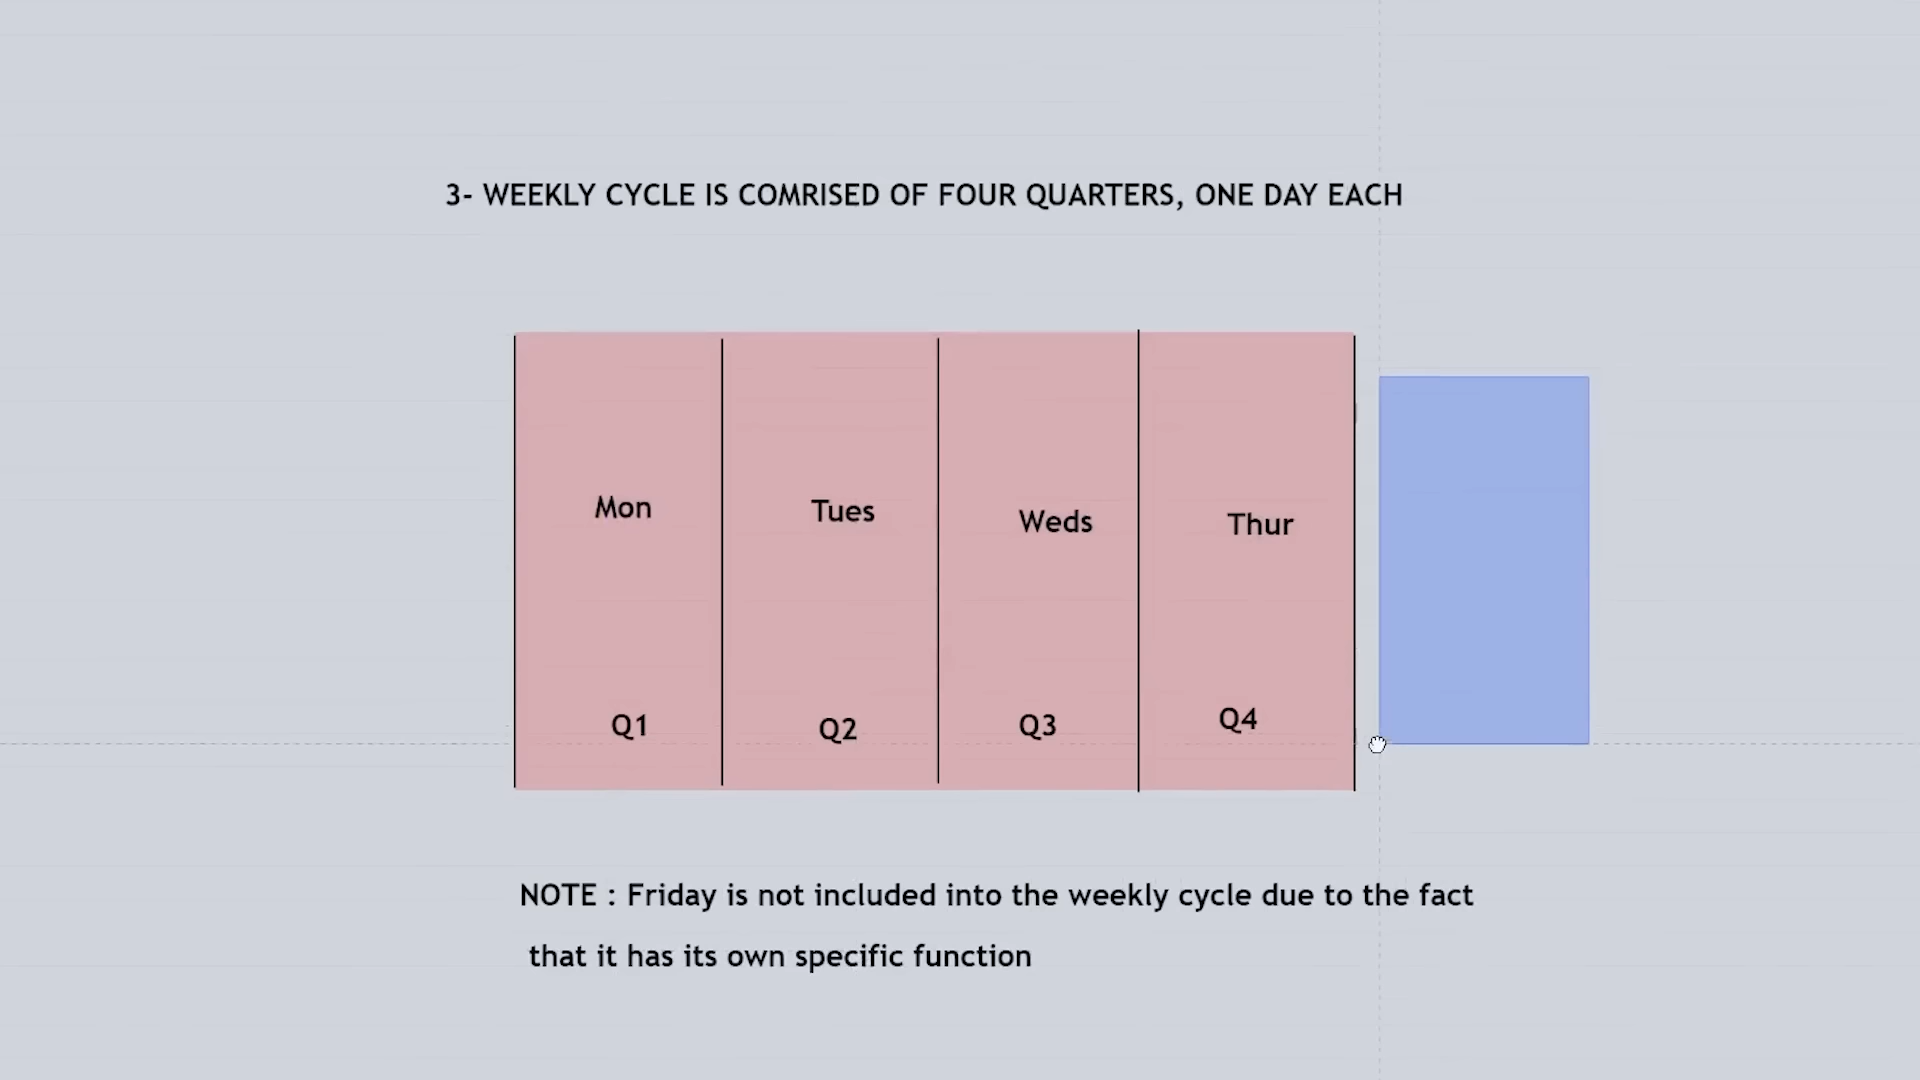 3- WEEKLY CYCLE IS COMRISED OF FOUR QUARTERS, ONE DAY EACH
Mon Tues Weds Thur
Q1 Q2 Q3 Q4
NOTE : Friday is not included into the weekly cycle due to the fact
that it has its own specific function